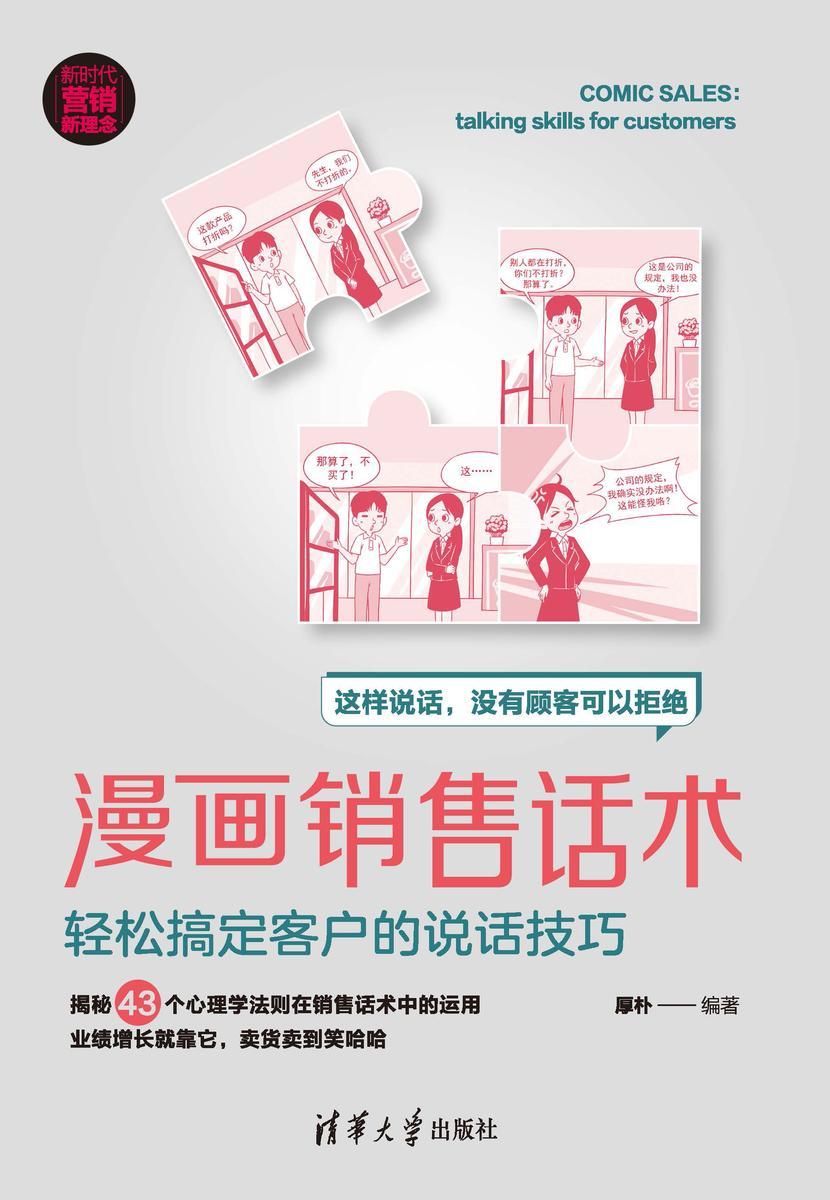 新时代
营销
新理念
COMIC SALES:
talking skills for customers
这款产品
打折吗？
先生，我们
不打折的。
别人都在打折，
你们不打折？
那算了。
这是公司的
规定，我也没
办法！
那算了，不
买了！
这……
公司的规定，
我确实没办法啊！
这能怪我咯？
这样说话，没有顾客可以拒绝
漫画销售话术
轻松搞定客户的说话技巧
揭秘43个心理学法则在销售话术中的运用
业绩增长就靠它，卖货卖到笑哈哈
厚朴——编著
清华大学出版社